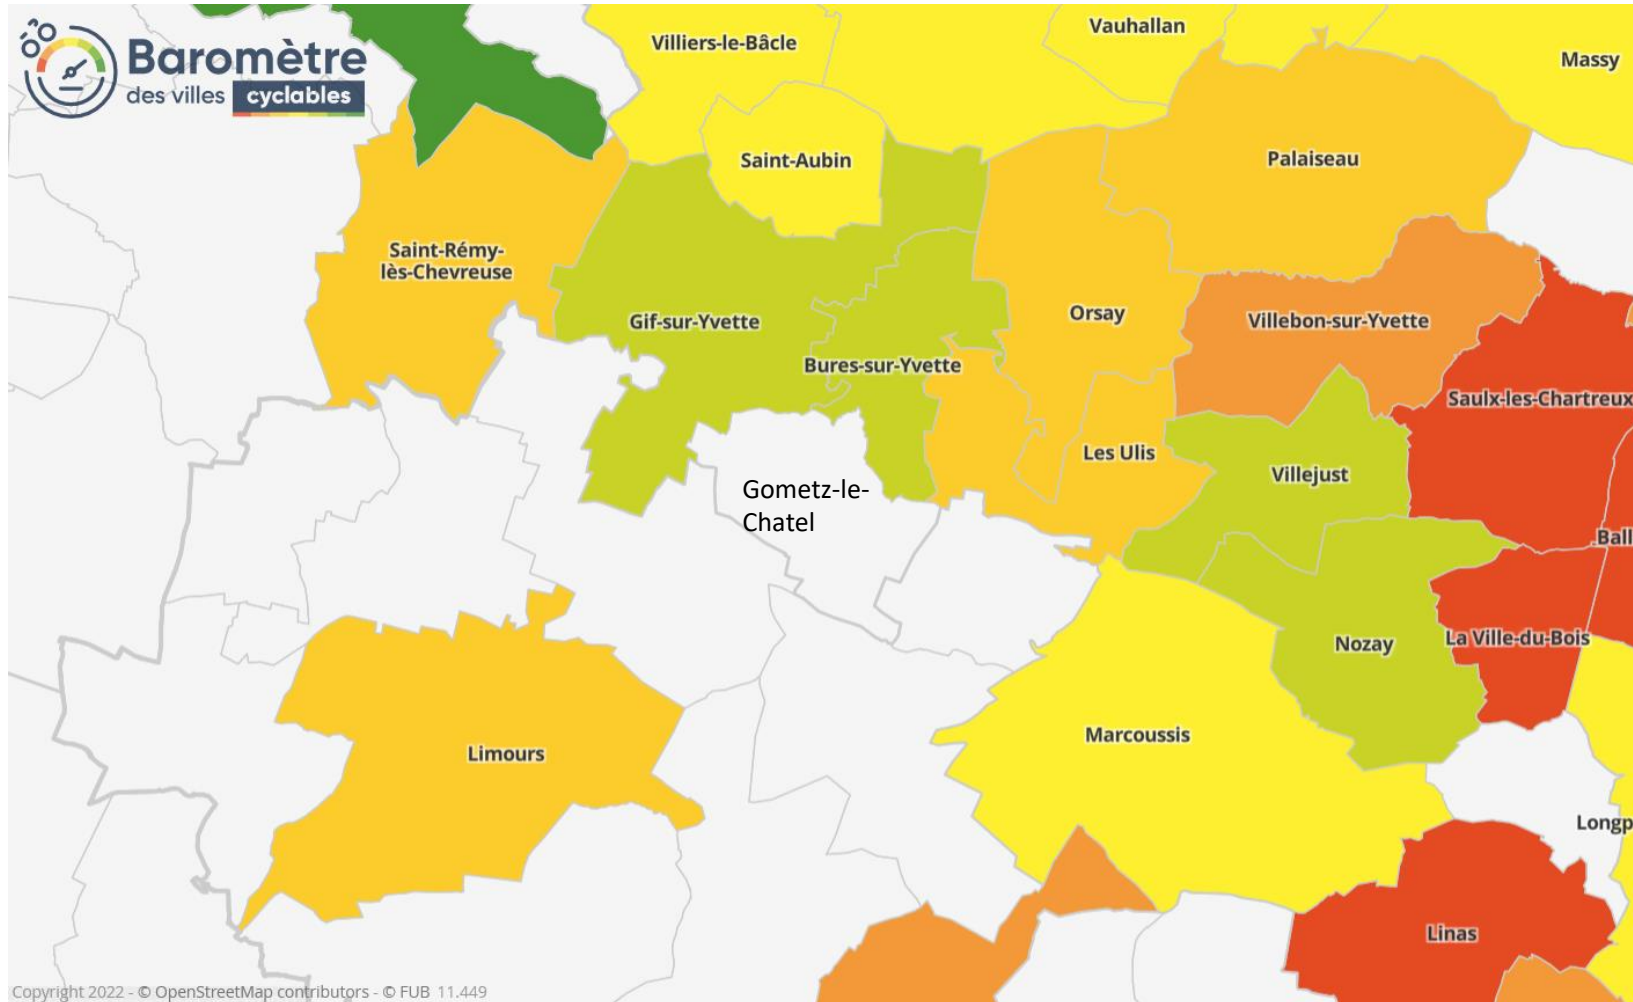 Baromètre
des villes cyclables
Villiers-le-Bâcle
Vauhallan
Massy
Saint-Aubin
Palaiseau
Saint-Rémy-
lès-Chevreuse
Gif-sur-Yvette
Orsay
Villebon-sur-Yvette
Bures-sur-Yvette
Saulx-les-Chartreux
Les Ulis
Villejust
Gometz-le-
Chatel
Ball
Nozay
La Ville-du-Bois
Marcoussis
Limours
Longp
Linas
Copyright 2022 - © OpenStreetMap contributors - © FUB 11.449